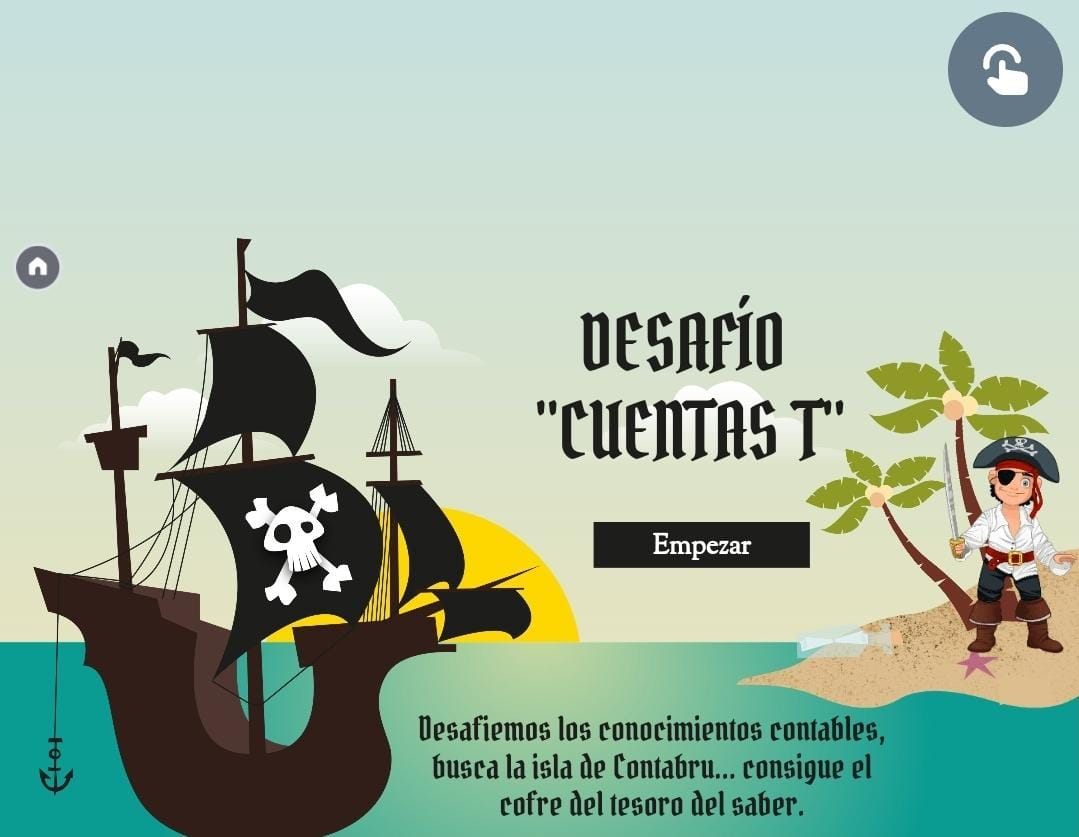 DESAFÍO
"CUENTAS T"
Empezar
Desafiemos los conocimientos contables,
busca la isla de Contabru... consigue el
cofre del tesoro del saber.